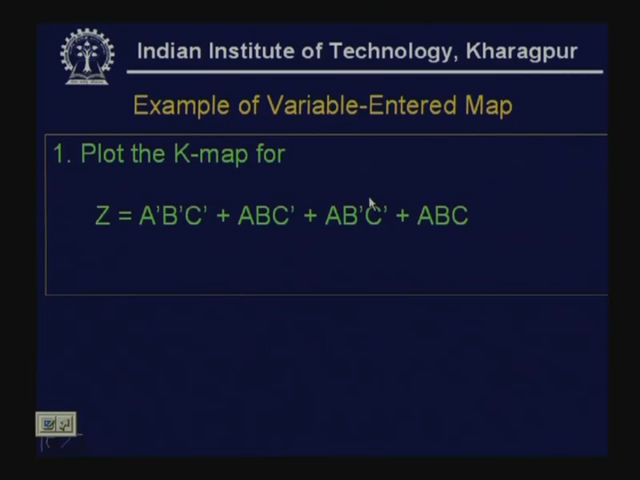 Indian Institute of Technology, Kharagpur
Example of Variable-Entered Map
1. Plot the K-map for
Z = A'B'C' + ABC' + AB'C' + ABC